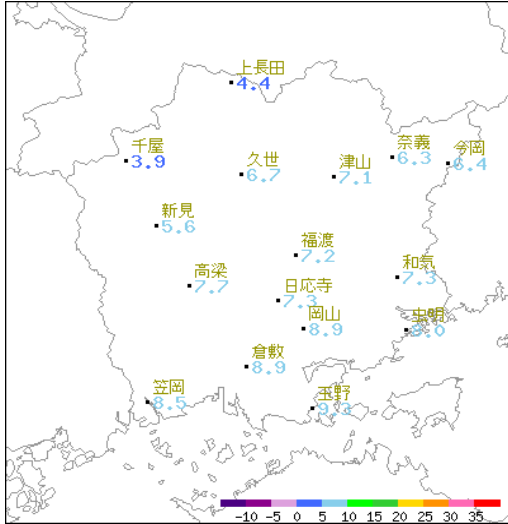 上長田
4.4
千屋
3.9
久世
6.7
津山
7.1
奈義
6.3
今岡
6.4
新見
5.6
福渡
7.2
高梁
7.7
日応寺
7.3
和気
7.3
岡山
8.9
虫明
倉敷
8.9
笠岡
8.5
玉野
-10 -5 0 5 10 15 20 25 30 35